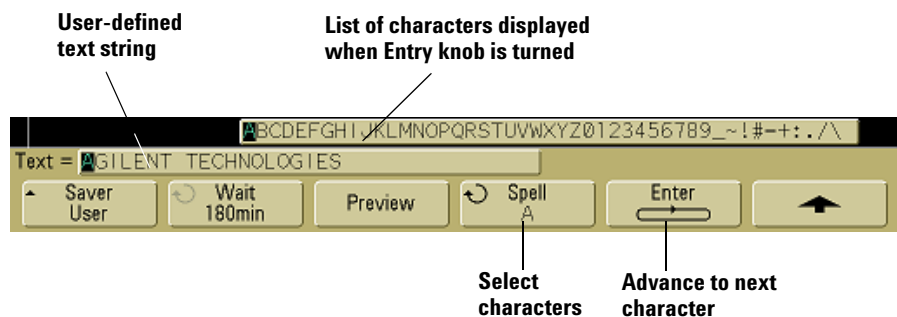 User-defined
text string
List of characters displayed
when Entry knob is turned
ABCDEFGHIJKLMNOPQRSTUVWXYZ0123456789_~!#-+:./\
Text = AGILENT TECHNOLOGIES
Saver
User
Wait
180min
Preview
Spell
A
Enter
Select
characters
Advance to next
character